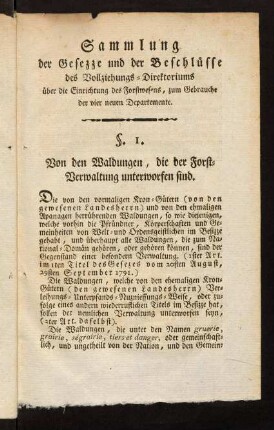 Sammlung
der Gesezze und der Beschlüsse
des Vollziehungs-Direktoriums
über die Einrichtung des Forstwesens, zum Gebrauche
der vier neuen Departemente.
§. 1.
Von den Waldungen, die der Forst-
Verwaltung unterworfen sind.
Die von den vormaligen Kron-Gütern (von den
gewesenen Landesherrn) und von den ehmaligen
Apanagen herrührenden Waldungen, so wie diejenigen,
welche vorhin die Pfründner, Körperschaften und Ge-
meinheiten von Welt- und Ordensgeistlichen im Besitze
gehabt, und überhaupt alle Waldungen, die zum Na-
tional-Domän gehören, oder gehören können, sind der
Gegenstand einer besondern Verwaltung. (1ster Art.
im 1ten Titel des Gesetzes vom 20sten August,
29sten September 1791.)
Die Waldungen, welche von den ehemaligen Kron-
Gütern (den gewesenen Landesherrn) Ver-
leihungs- Unterpfands- Nutznießungs- Weise, oder zu-
folge eines andern wiederruflichen Titels im Besitze hat,
sollen der nemlichen Verwaltung unterworfen seyn,
(2ter Art. daselbst).
Die Waldungen, die unter den Namen gruerie,
grairie, ségrairie, tiers et danger, oder gemeinschaft-
lich, und ungetheilt von der Nation, und den Gemein-